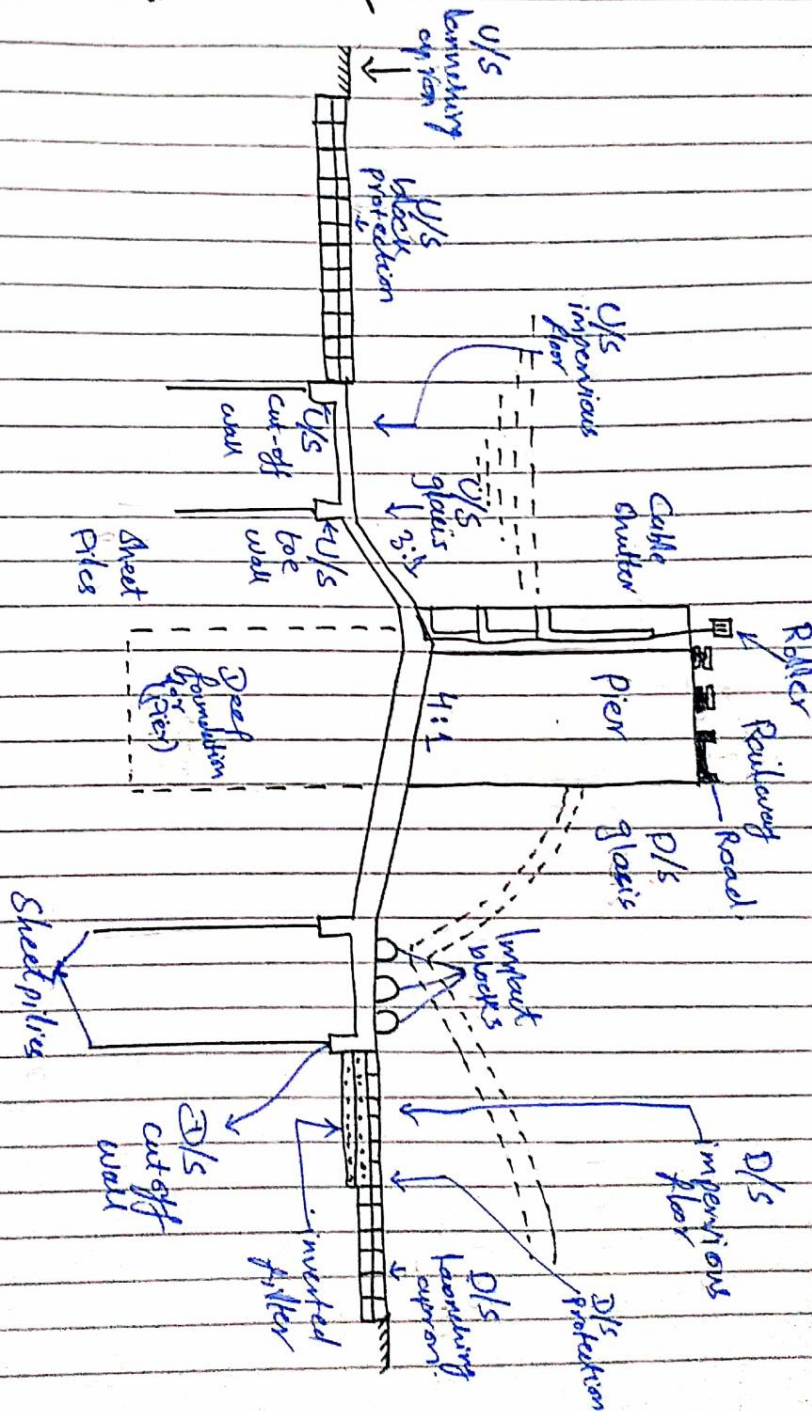 U/S
launching
apron
U/S
block
protection
U/S
impervious
floor
U/S
cut-off
wall
U/S
glacis
3:1
U/S
toe
wall
Sheet
Piles
Cable
shutter
Roller
Railway
Road
Pier
4:1
Deep
foundation
for
(Pier)
D/S
glasis
Impact
blocks
Sheet pilies
D/S
impervious
floor
D/S
cut off
wall
inverted
filter
D/S
protection
D/S
launching
apron